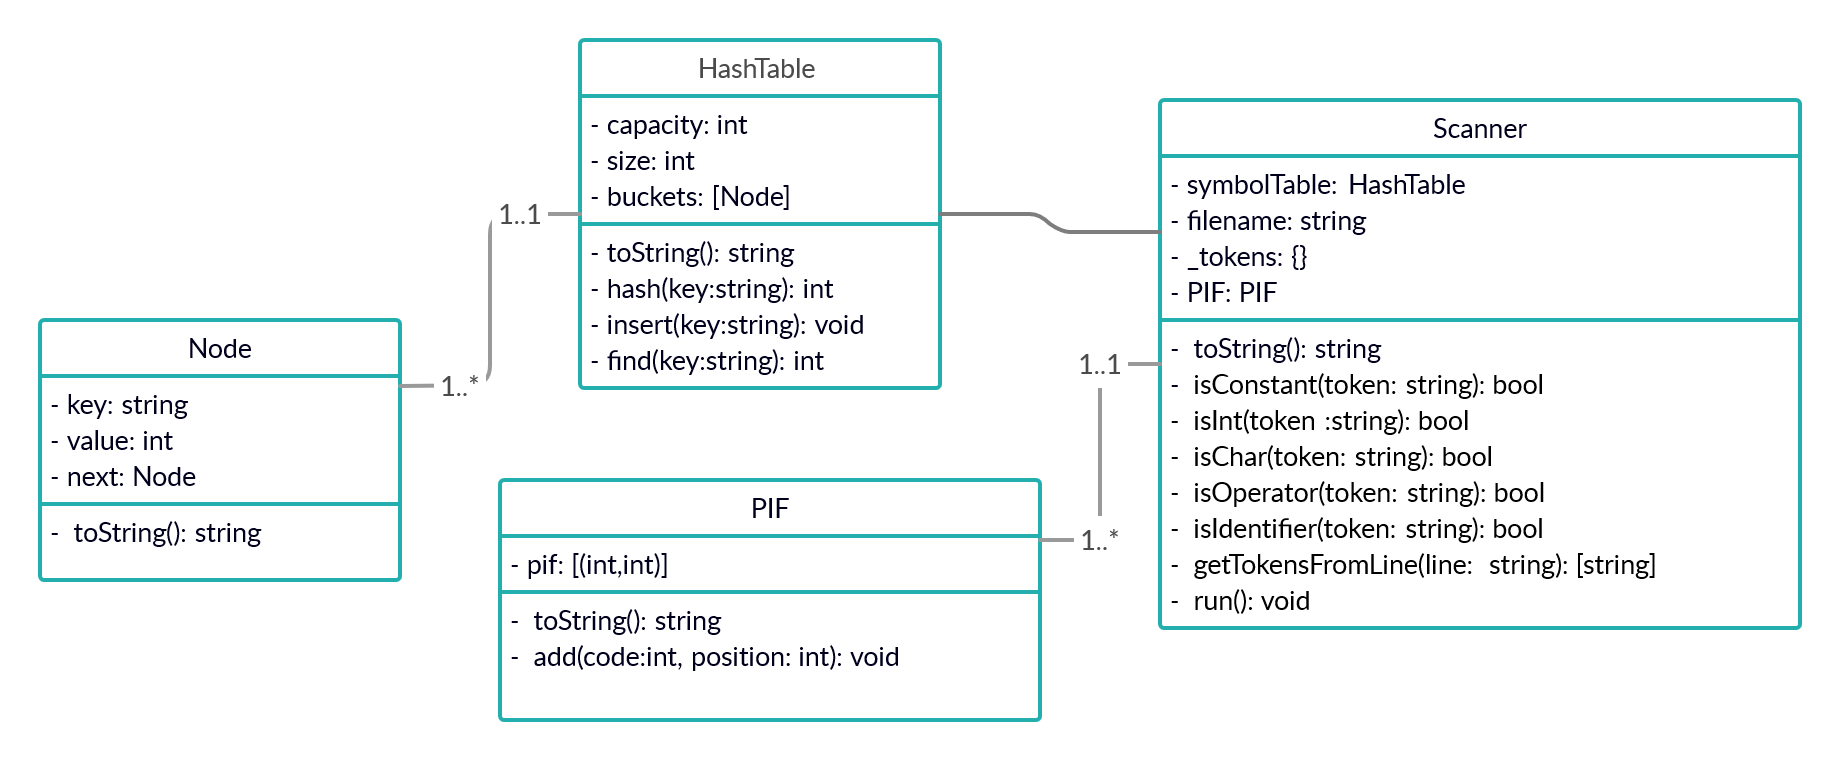 HashTable
- capacity: int
- size: int
- buckets: [Node]
- toString(): string
- hash(key:string): int
- insert(key:string): void
- find(key:string): int
Scanner
- symbolTable: HashTable
- filename: string
- _tokens: {}
- PIF: PIF
- toString(): string
- isConstant(token: string): bool
- isInt(token :string): bool
- isChar(token: string): bool
- isOperator(token: string): bool
- isIdentifier(token: string): bool
- getTokensFromLine(line: string): [string]
- run(): void
1..1
1..*
Node
- key: string
- value: int
- next: Node
- toString(): string
1..1
1..*
PIF
- pif: [(int,int)]
- toString(): string
- add(code:int, position: int): void